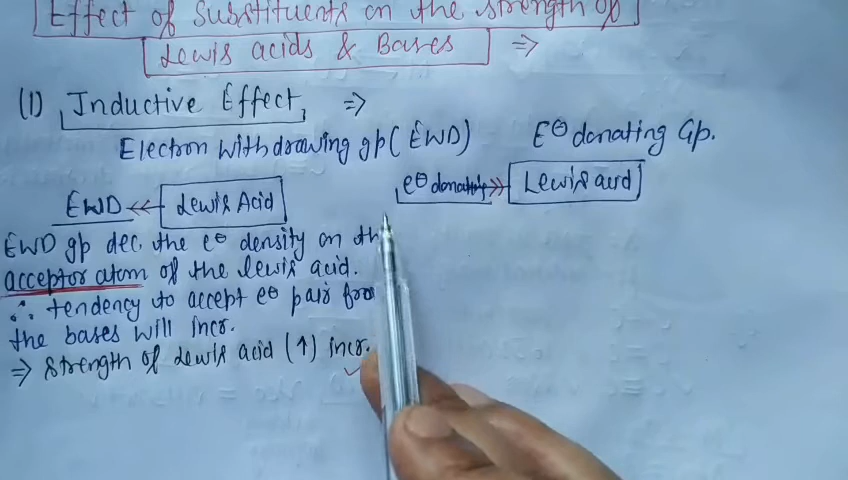 Effect of Substituents on the strength of
Lewis acids & Bases ⇒
(1) Inductive Effect, ⇒
Electron withdrawing gp (EWD) E⊖ donating Gp.
EWD ↞ Lewis Acid
e⊖ donating ↠ Lewis acid
EWD gp dec. the e⊖ density on th
acceptor atom of the lewis acid.
∴ tendency to accept e⊖ pair from
the bases will incr.
⇒ Strength of Lewis acid (↑) incr.